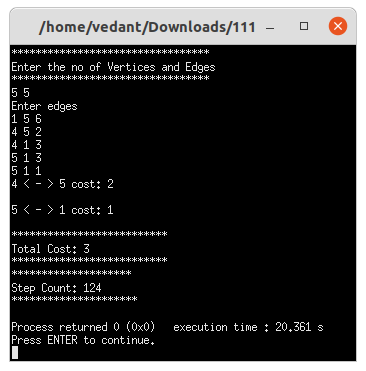 /home/vedant/Downloads/111
*******************************
Enter the no of Vertices and Edges
*******************************
5 5
Enter edges
1 5 6
4 5 2
4 1 3
5 1 3
5 1 1
4 < - > 5 cost: 2
5 < - > 1 cost: 1
*************************
Total Cost: 3
*************************
*******************
Step Count: 124
********************
Process returned 0 (0x0)   execution time : 20.361 s
Press ENTER to continue.